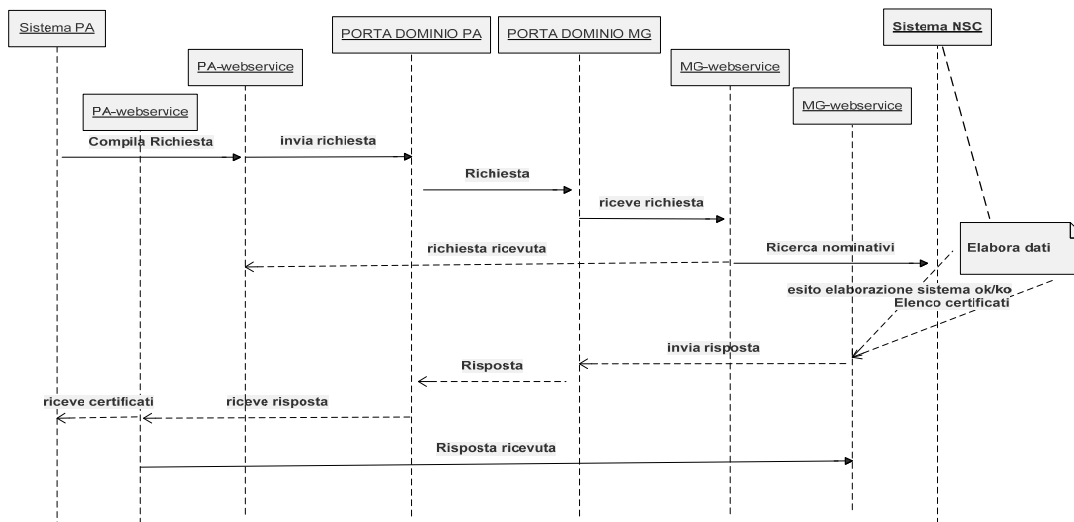 Sistema PA
PORTA DOMINIO PA
PORTA DOMINIO MG
Sistema NSC
PA-webservice
MG-webservice
PA-webservice
MG-webservice
Compila Richiesta
invia richiesta
Richiesta
riceve richiesta
richiesta ricevuta
Ricerca nominativi
Elabora dati
esito elaborazione sistema ok/ko
Elenco certificati
invia risposta
Risposta
riceve certificati
riceve risposta
Risposta ricevuta